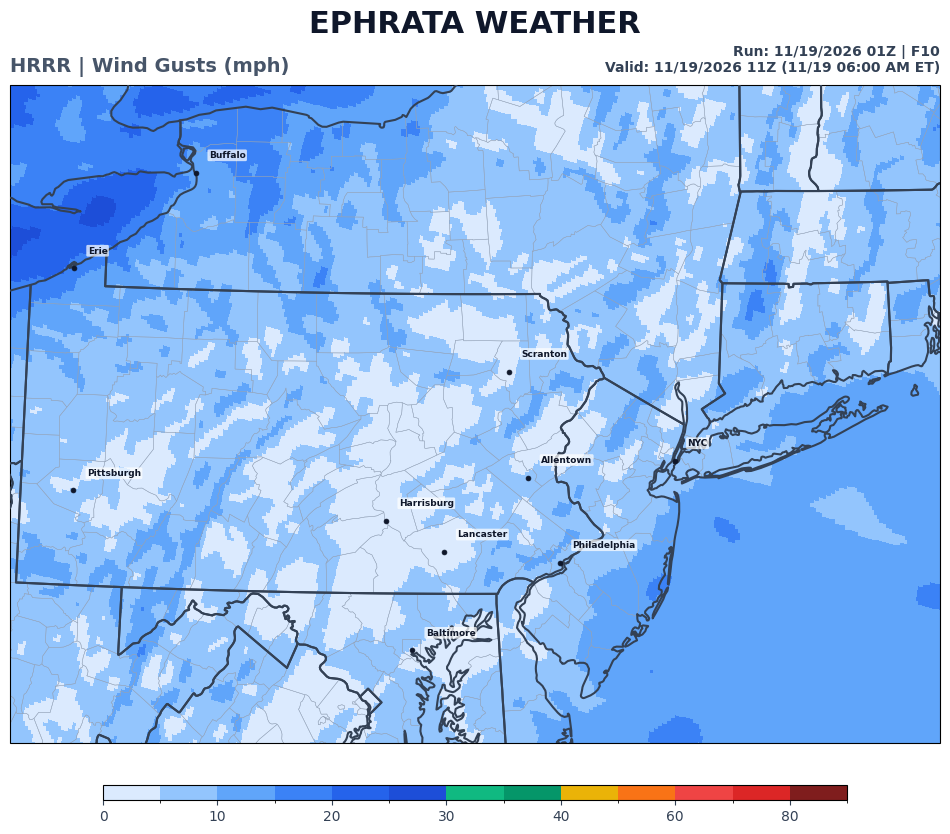 EPHRATA WEATHER
HRRR | Wind Gusts (mph)
Run: 11/19/2026 01Z | F10
Valid: 11/19/2026 11Z (11/19 06:00 AM ET)
Buffalo
Erie
Scranton
NYC
Allentown
Pittsburgh
Harrisburg
Lancaster
Philadelphia
Baltimore
0 10 20 30 40 50 60 70 80